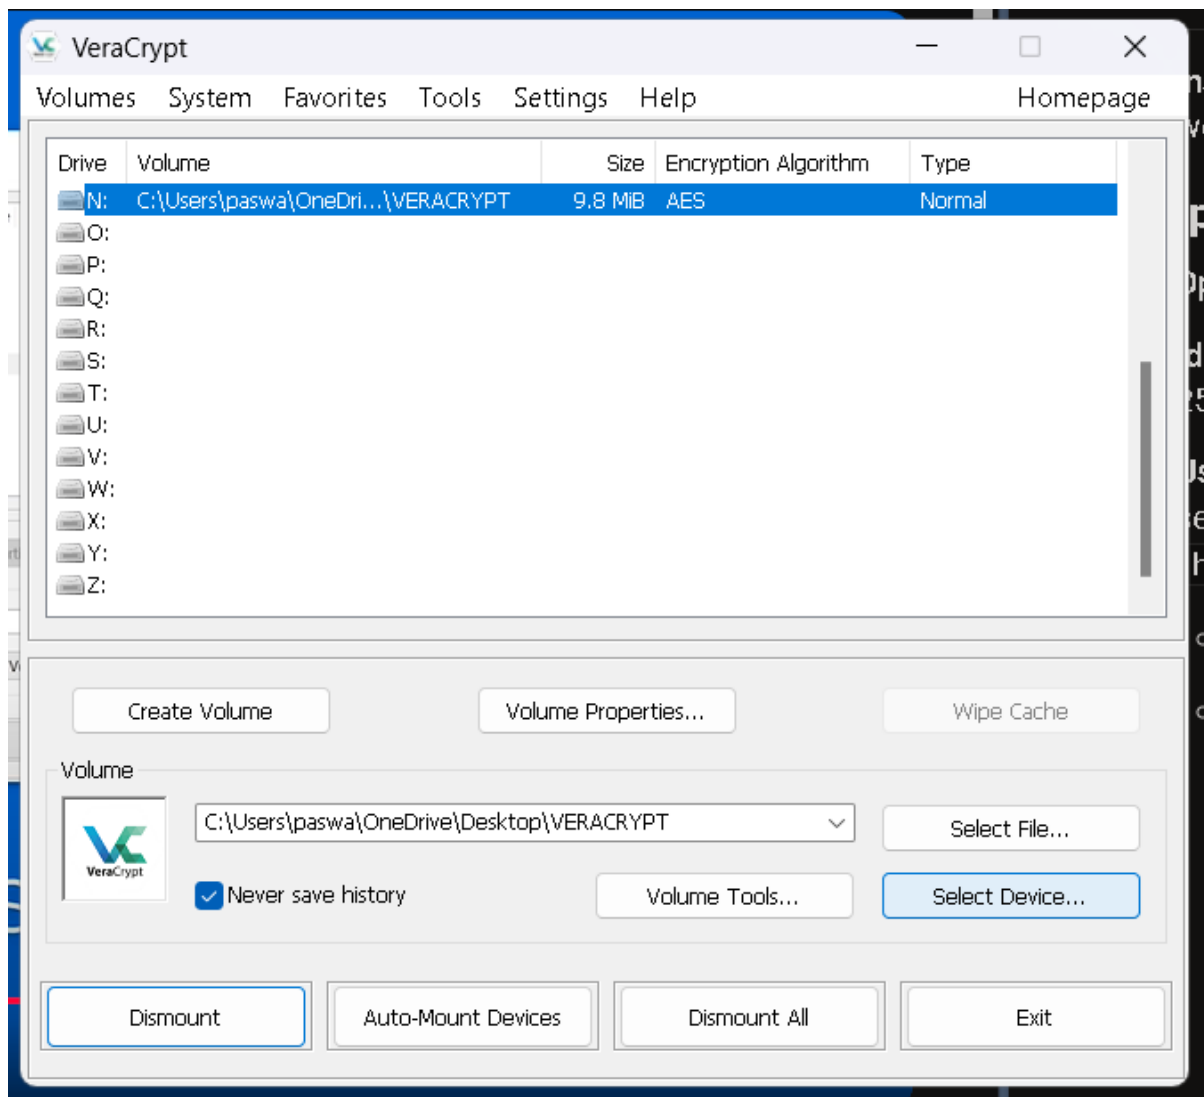 VeraCrypt
Volumes System Favorites Tools Settings Help Homepage
Drive Volume Size Encryption Algorithm Type
N: C:\Users\paswa\OneDri...\VERACRYPT 9.8 MiB AES Normal
O:
P:
Q:
R:
S:
T:
U:
V:
W:
X:
Y:
Z:
Create Volume Volume Properties... Wipe Cache
Volume
VeraCrypt
C:\Users\paswa\OneDrive\Desktop\VERACRYPT Select File...
Never save history Volume Tools... Select Device...
Dismount Auto-Mount Devices Dismount All Exit